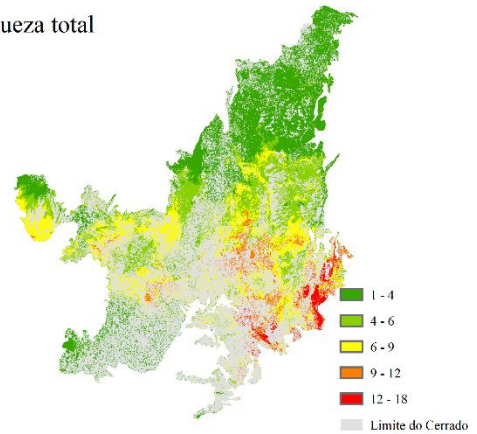 ueza total
1 - 4
4 - 6
6 - 9
9 - 12
12 - 18
Limite do Cerrado